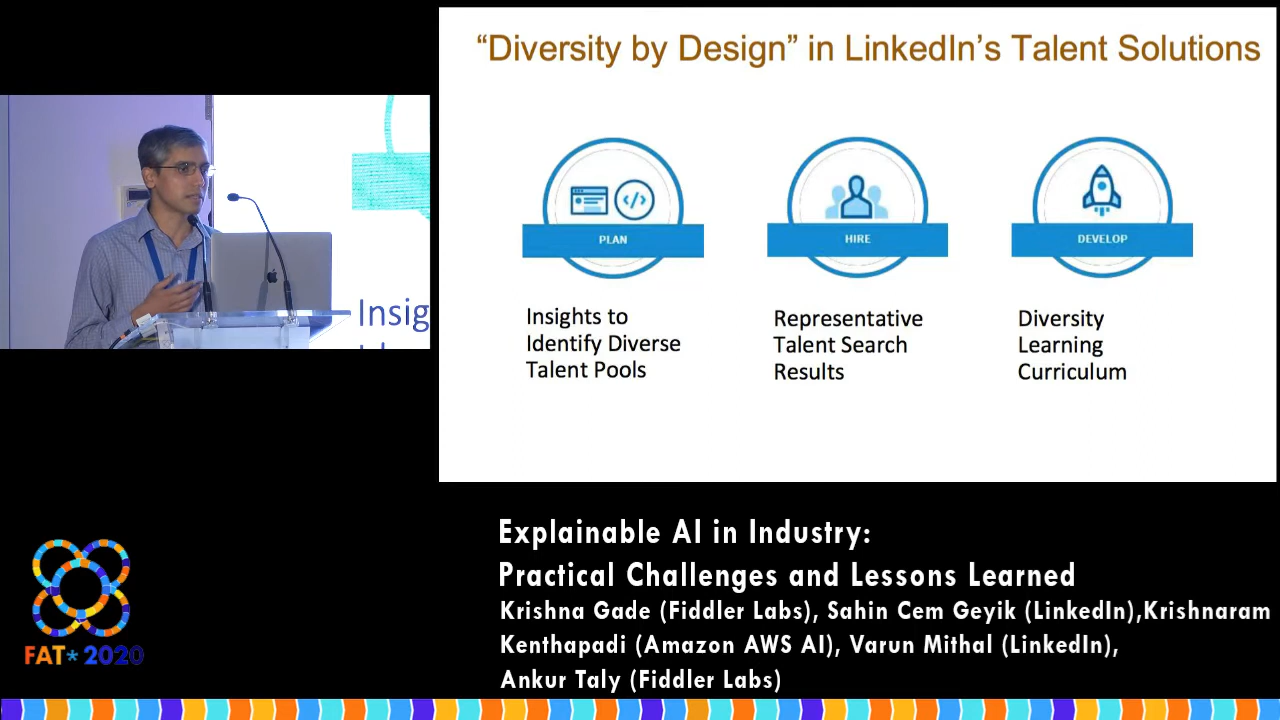 “Diversity by Design” in LinkedIn’s Talent Solutions
PLAN
HIRE
DEVELOP
Insights to
Identify Diverse
Talent Pools
Representative
Talent Search
Results
Diversity
Learning
Curriculum
Insig
Explainable AI in Industry:
Practical Challenges and Lessons Learned
Krishna Gade (Fiddler Labs), Sahin Cem Geyik (LinkedIn),Krishnaram
Kenthapadi (Amazon AWS AI), Varun Mithal (LinkedIn),
Ankur Taly (Fiddler Labs)
FAT* 2020